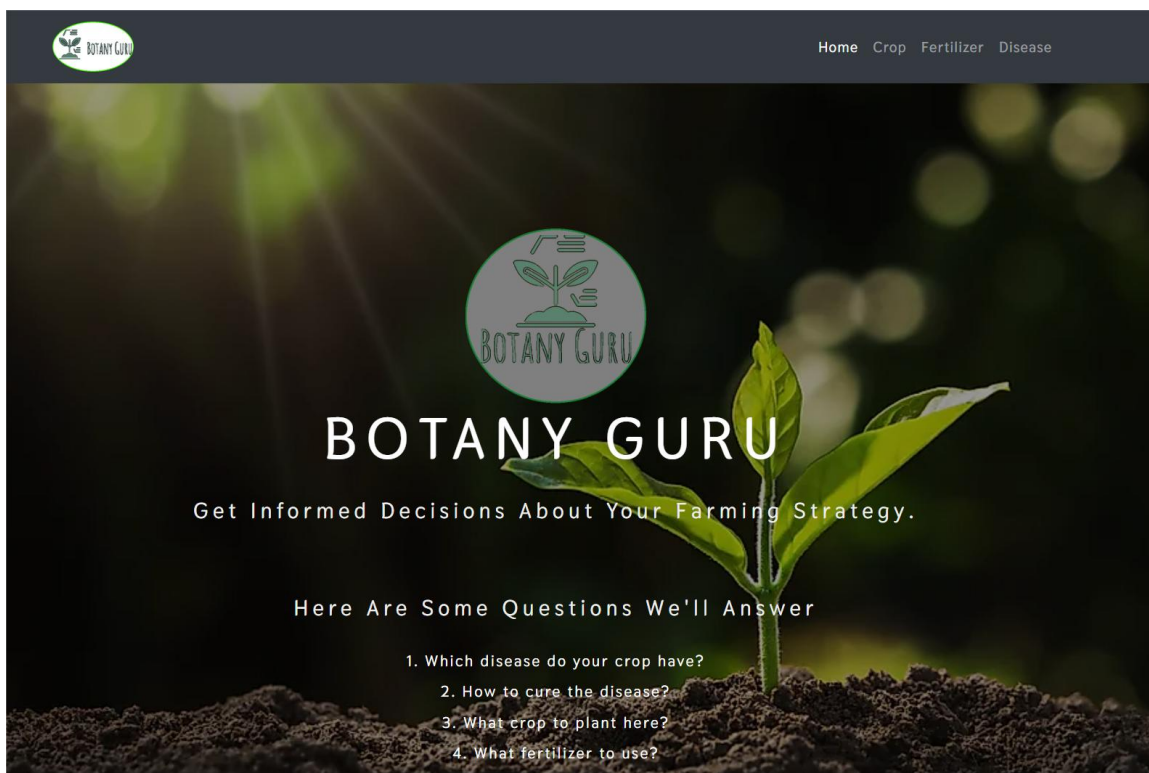 BOTANY GURU
Home Crop Fertilizer Disease
BOTANY GURU
BOTANY GURU
Get Informed Decisions About Your Farming Strategy.
Here Are Some Questions We'll Answer
1. Which disease do your crop have?
2. How to cure the disease?
3. What crop to plant here?
4. What fertilizer to use?